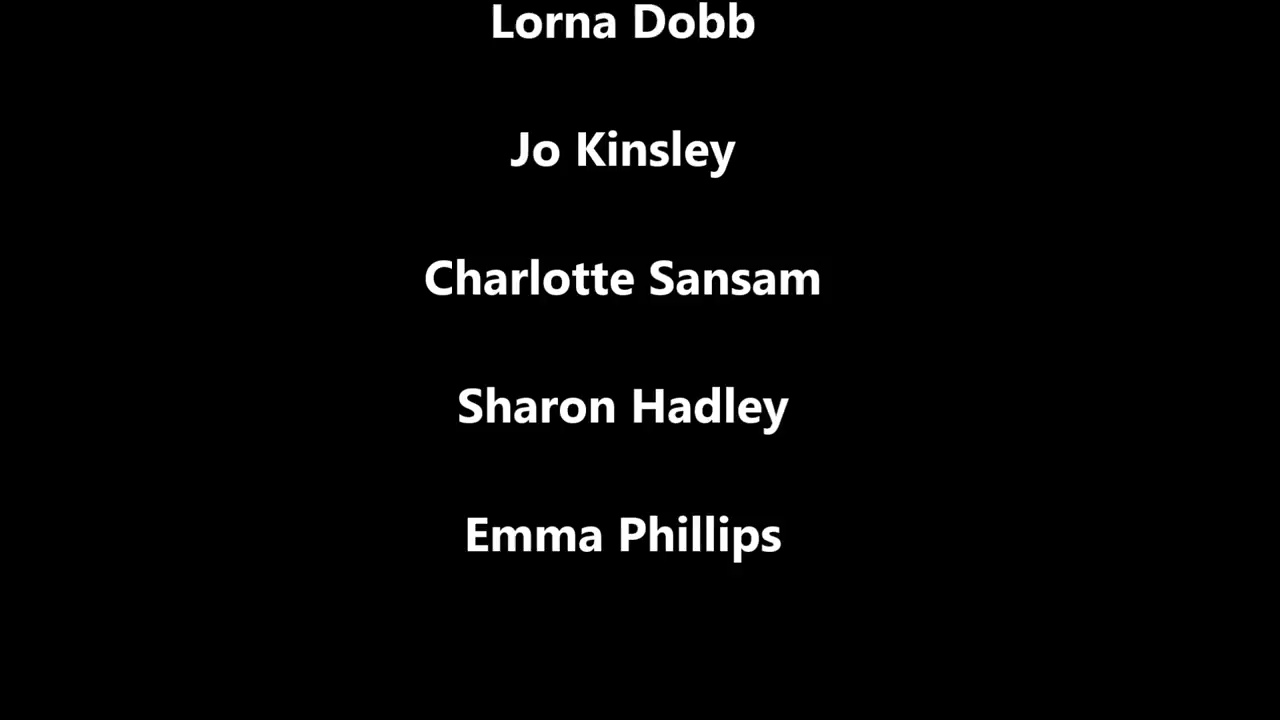 Lorna Dobb
Jo Kinsley
Charlotte Sansam
Sharon Hadley
Emma Phillips